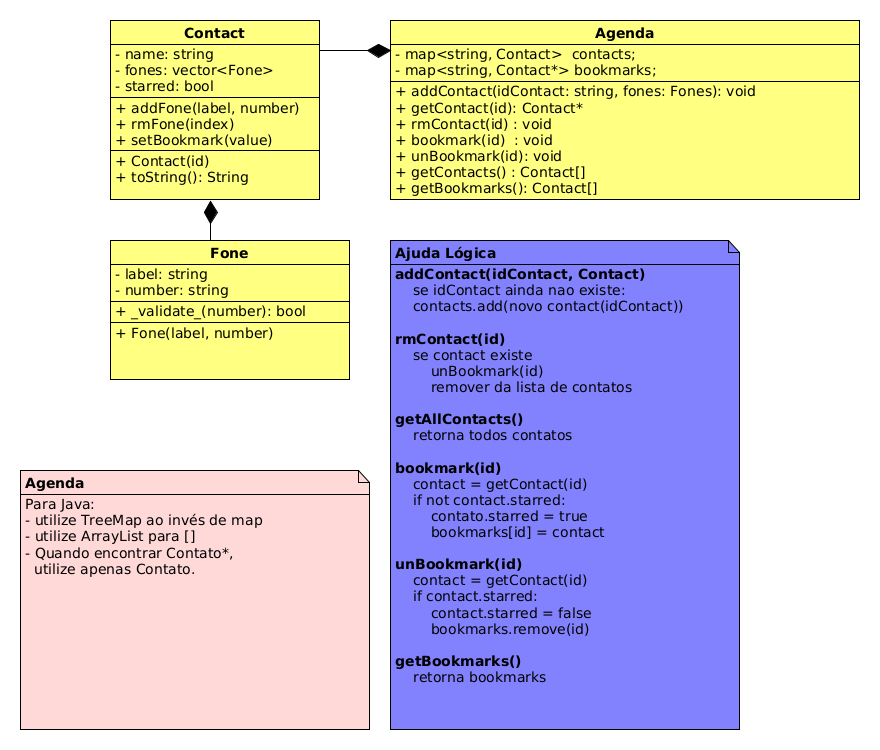 Contact
- name: string
- fones: vector<Fone>
- starred: bool
+ addFone(label, number)
+ rmFone(index)
+ setBookmark(value)
+ Contact(id)
+ toString(): String
Agenda
- map<string, Contact>  contacts;
- map<string, Contact*> bookmarks;
+ addContact(idContact: string, fones: Fones): void
+ getContact(id): Contact*
+ rmContact(id) : void
+ bookmark(id)  : void
+ unBookmark(id): void
+ getContacts() : Contact[]
+ getBookmarks(): Contact[]
Fone
- label: string
- number: string
+ _validate_(number): bool
+ Fone(label, number)
Ajuda Lógica
addContact(idContact, Contact)
se idContact ainda nao existe:
contacts.add(novo contact(idContact))
rmContact(id)
se contact existe
unBookmark(id)
remover da lista de contatos
getAllContacts()
retorna todos contatos
bookmark(id)
contact = getContact(id)
if not contact.starred:
contato.starred = true
bookmarks[id] = contact
unBookmark(id)
contact = getContact(id)
if contact.starred:
contact.starred = false
bookmarks.remove(id)
getBookmarks()
retorna bookmarks
Agenda
Para Java:
- utilize TreeMap ao invés de map
- utilize ArrayList para []
- Quando encontrar Contato*,
utilize apenas Contato.